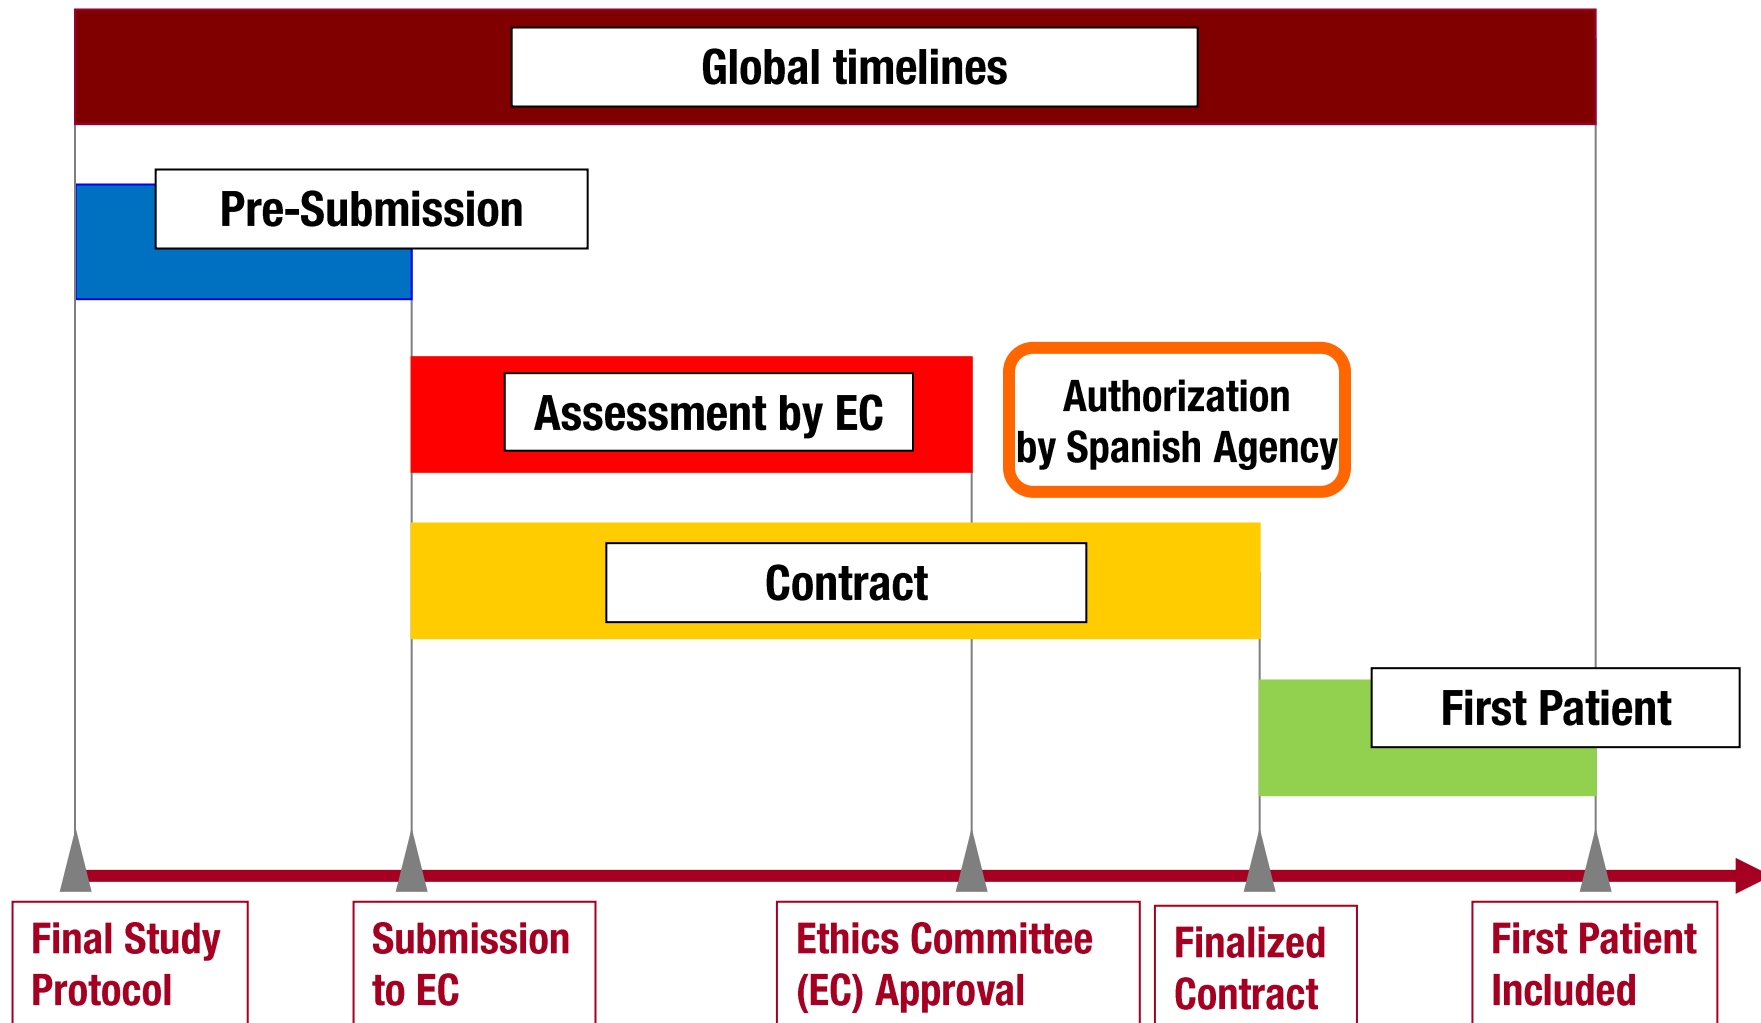 Global timelines
Pre-Submission
Assessment by EC
Authorization
by Spanish Agency
Contract
First Patient
Final Study
Protocol
Submission
to EC
Ethics Committee
(EC) Approval
Finalized
Contract
First Patient
Included